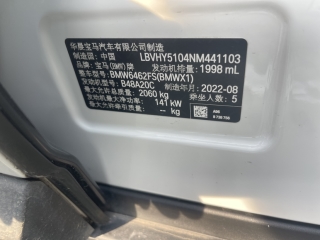 华晨宝马汽车有限公司制造
制造国：中国 LBVHY5104NM441103
品牌：宝马(BMW)牌 发动机排量：1998 mL
整车型号：BMW6462FS(BMWX1)
发动机型号：B48A20C
最大允许总质量：2060 kg
发动机最大净功率：141 kW 制造年月：2022-08
乘坐人数：5